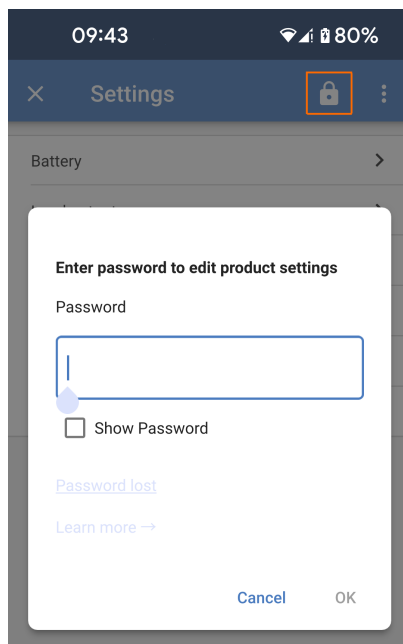 09:43 80%
Settings
Battery
Enter password to edit product settings
Password
Show Password
Password lost
Learn more →
Cancel OK